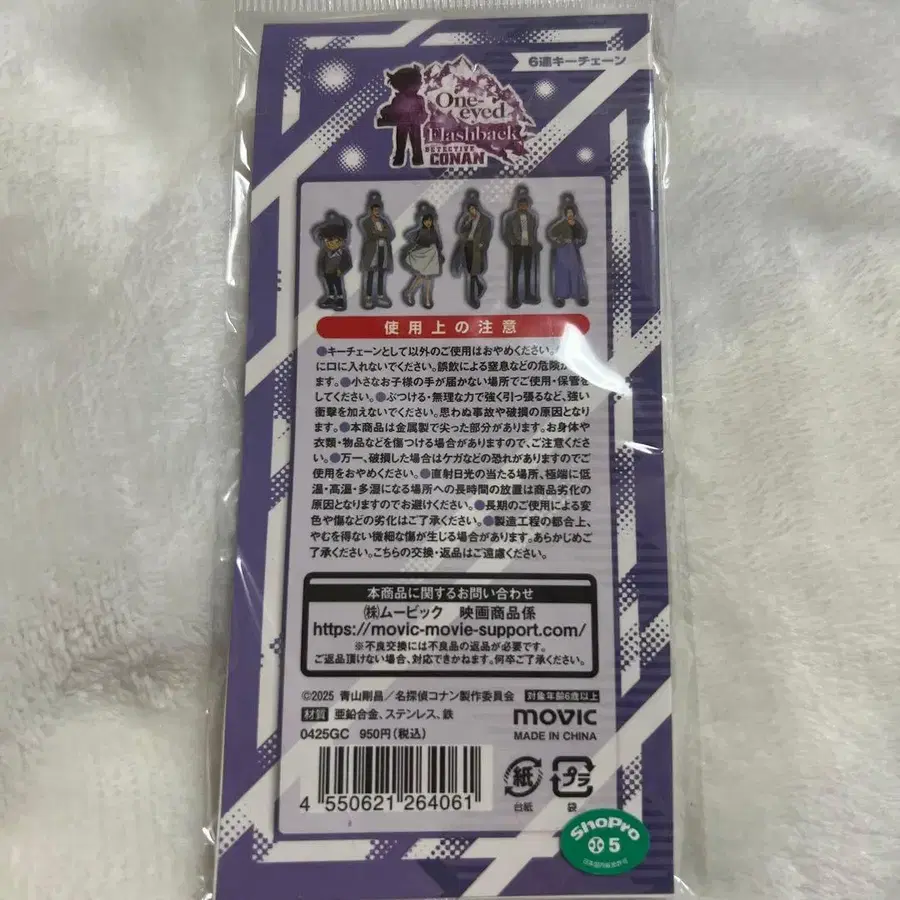 6連キーチェーン
One-
eyed
Flashback
DETECTIVE
CONAN
使用上の注意
●キーチェーンとして以外のご使用はおやめください。
に口に入れないでください。誤飲による窒息などの危険が
ます。●小さなお子様の手が届かない場所でご使用・保管を
してください。●ぶつける・無理な力で強く引っ張るなど、強い
衝撃を加えないでください。思わぬ事故や破損の原因となり
ます。●本商品は金属製で尖った部分があります。お身体や
衣類・物品などを傷つける場合がありますので、ご注意くださ
い。●万一、破損した場合はケガなどの恐れがありますのでご
使用をおやめください。●直射日光の当たる場所、極端に低
温・高温・多湿になる場所への長時間の放置は商品劣化の
原因となりますのでお避けください。●長期のご使用による変
色や傷などの劣化はご了承ください。●製造工程の都合上、
やむを得ない微細な傷が生じる場合があります。あらかじめご
了承ください。こちらの交換・返品はご遠慮ください。
本商品に関するお問い合わせ
㈱ムービック 映画商品係
https://movic-movie-support.com/
※不良交換には不良品の返品が必要です。
ご返品頂けない場合、対応できかねます。何卒ご了承ください。
©2025 青山剛昌/名探偵コナン製作委員会 対象年齢6歳以上
材質 亜鉛合金、ステンレス、鉄
movic
0425GC 950円(税込)
MADE IN CHINA
4 550621 264061
紙
台紙
プラ
袋
ShoPro
5